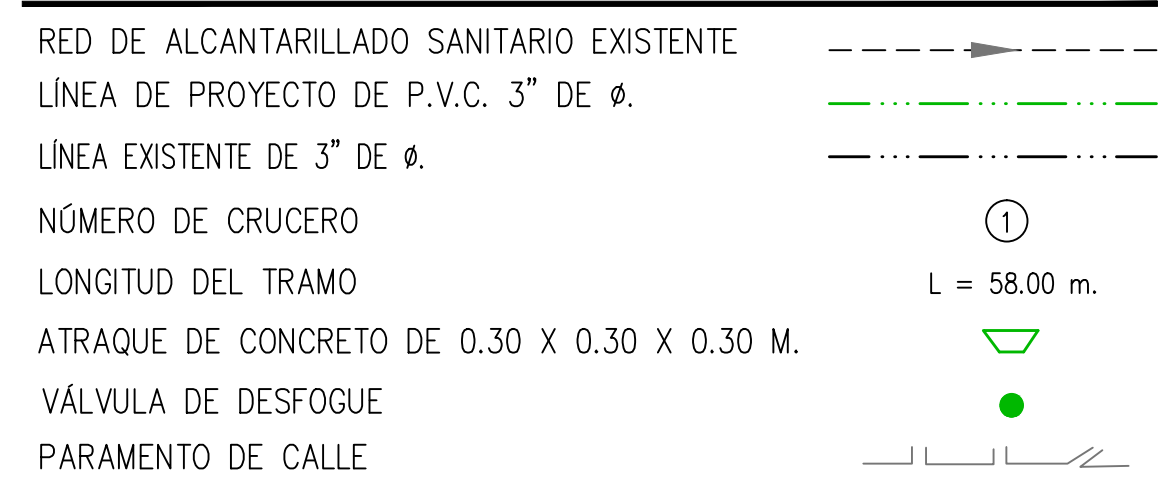 RED DE ALCANTARILLADO SANITARIO EXISTENTE
LÍNEA DE PROYECTO DE P.V.C. 3” DE ø.
LÍNEA EXISTENTE DE 3” DE ø.
NÚMERO DE CRUCERO 1
LONGITUD DEL TRAMO L = 58.00 m.
ATRAQUE DE CONCRETO DE 0.30 X 0.30 X 0.30 M.
VÁLVULA DE DESFOGUE
PARAMENTO DE CALLE